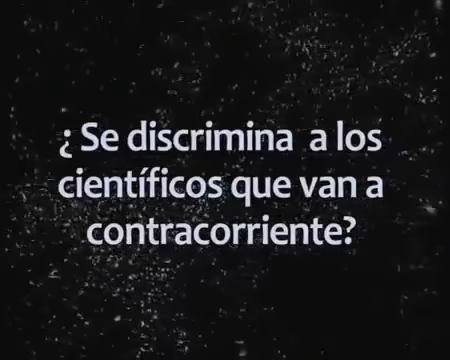 ¿ Se discrimina a los
científicos que van a
contracorriente?